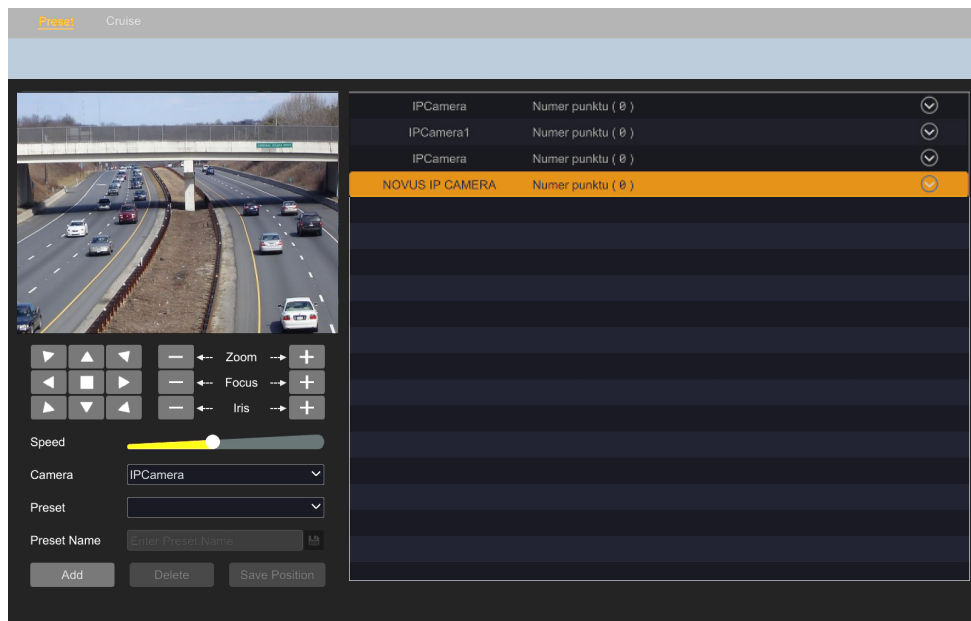 Preset Cruise
IPCamera Numer punktu ( 0 )
IPCamera1 Numer punktu ( 0 )
IPCamera Numer punktu ( 0 )
NOVUS IP CAMERA Numer punktu ( 0 )
Zoom
Focus
Iris
Speed
Camera IPCamera
Preset
Preset Name Enter Preset Name
Add Delete Save Position